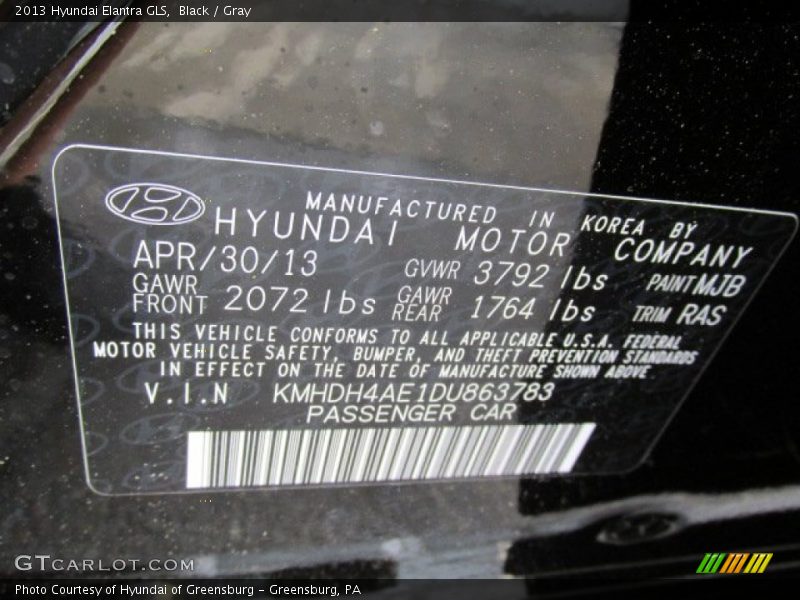 2013 Hyundai Elantra GLS, Black / Gray
MANUFACTURED IN KOREA BY
HYUNDAI MOTOR COMPANY
APR/30/13 GVWR 3792 lbs PAINT MJB
GAWR FRONT 2072 lbs GAWR REAR 1764 lbs TRIM RAS
THIS VEHICLE CONFORMS TO ALL APPLICABLE U.S.A. FEDERAL
MOTOR VEHICLE SAFETY, BUMPER, AND THEFT PREVENTION STANDARDS
IN EFFECT ON THE DATE OF MANUFACTURE SHOWN ABOVE
V.I.N KMHDH4AE1DU863783
PASSENGER CAR
GTCARLOT.COM
Photo Courtesy of Hyundai of Greensburg - Greensburg, PA